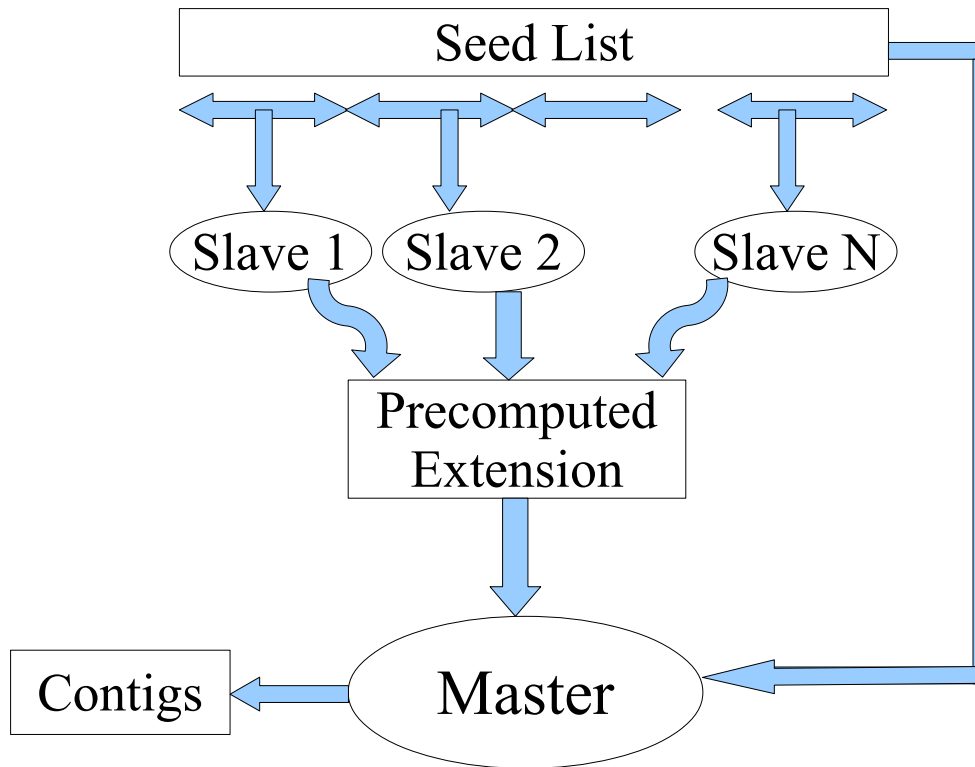 Seed List
Slave 1
Slave 2
Slave N
Precomputed
Extension
Contigs
Master